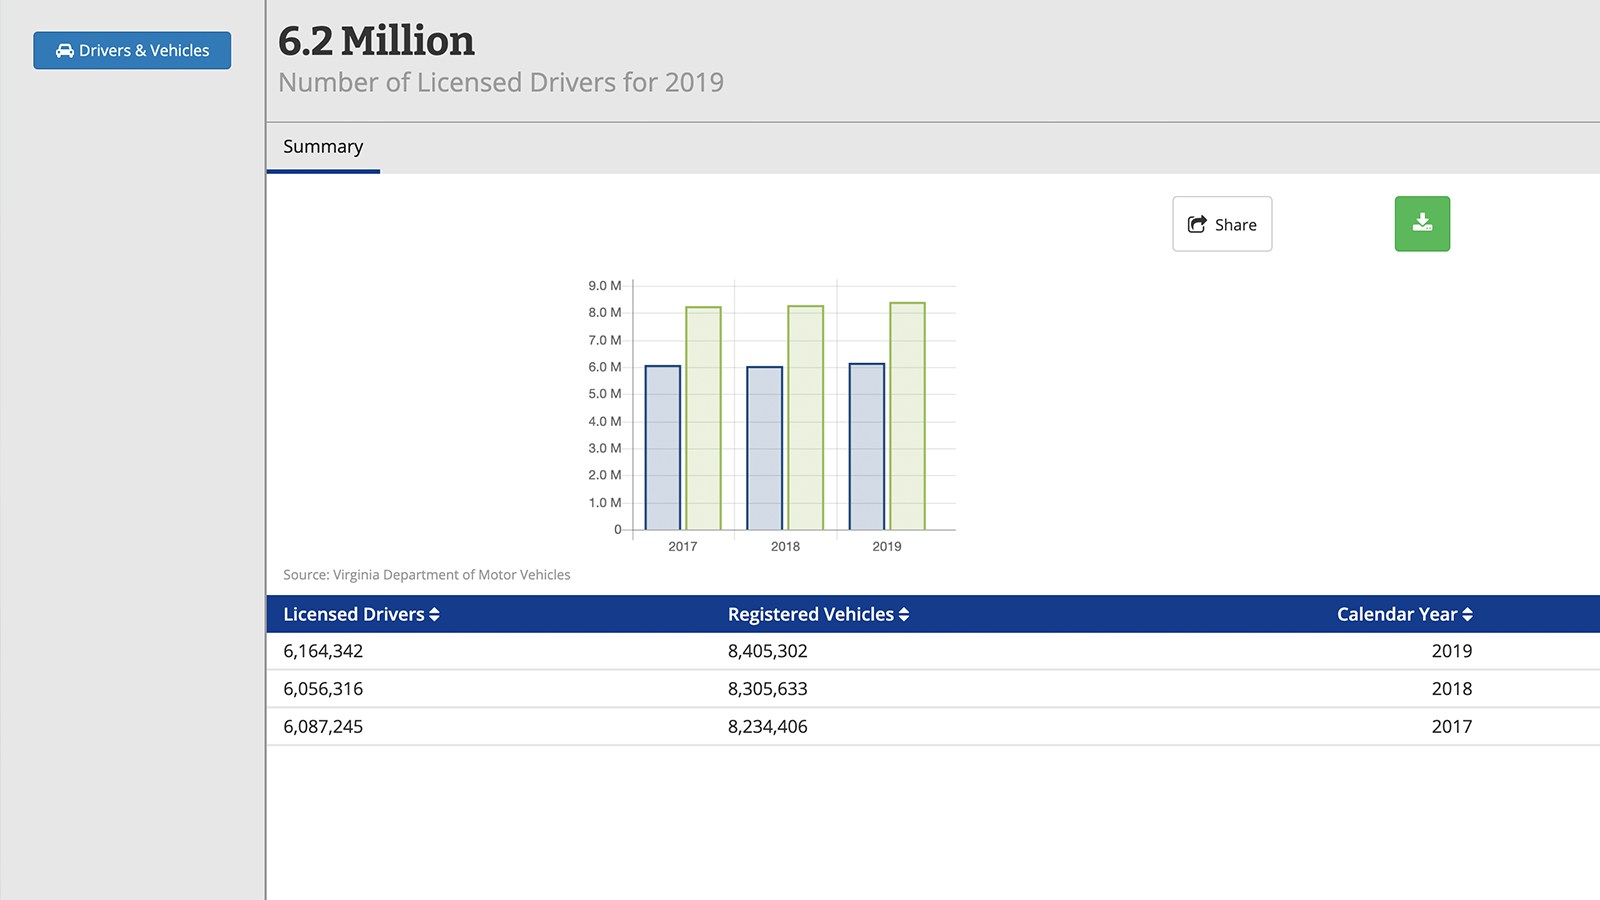 Drivers & Vehicles
6.2 Million
Number of Licensed Drivers for 2019
Summary
Share
9.0 M
8.0 M
7.0 M
6.0 M
5.0 M
4.0 M
3.0 M
2.0 M
1.0 M
0
2017 2018 2019
Source: Virginia Department of Motor Vehicles
Licensed Drivers Registered Vehicles Calendar Year
6,164,342 8,405,302 2019
6,056,316 8,305,633 2018
6,087,245 8,234,406 2017